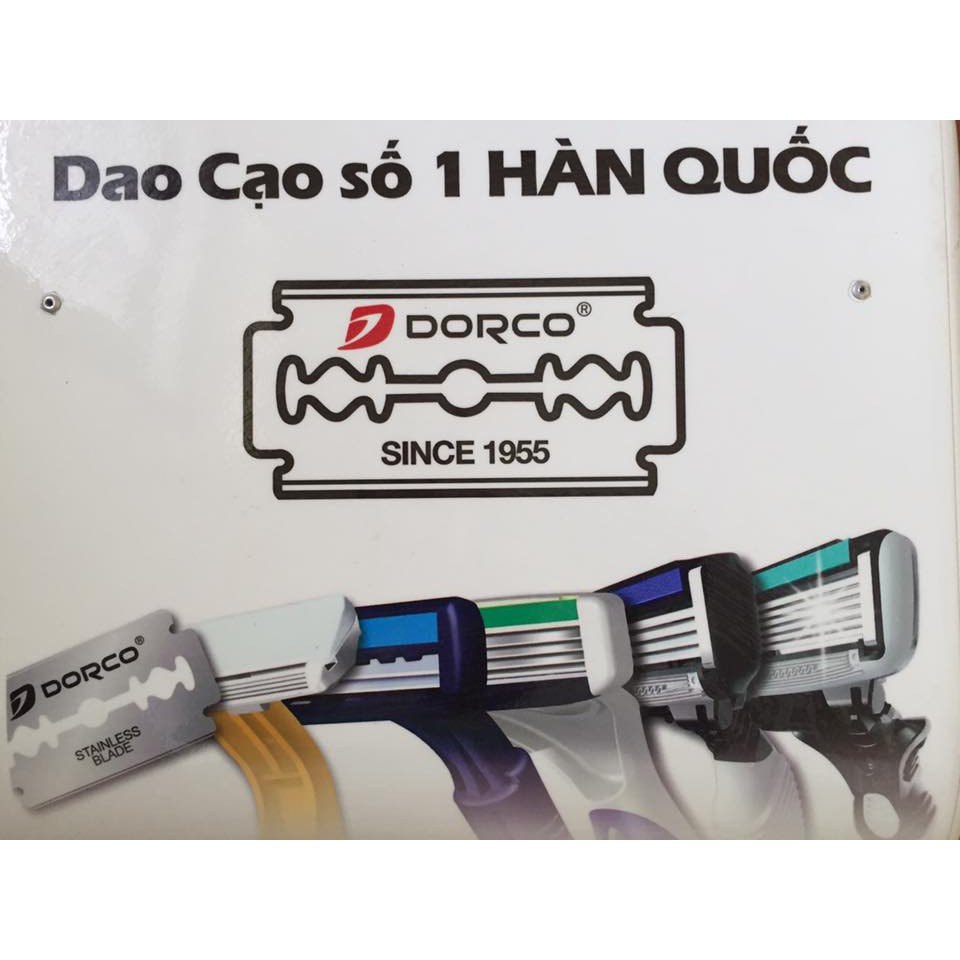 Dao Cạo số 1 HÀN QUỐC
DORCO®
SINCE 1955
DORCO®
STAINLESS
BLADE